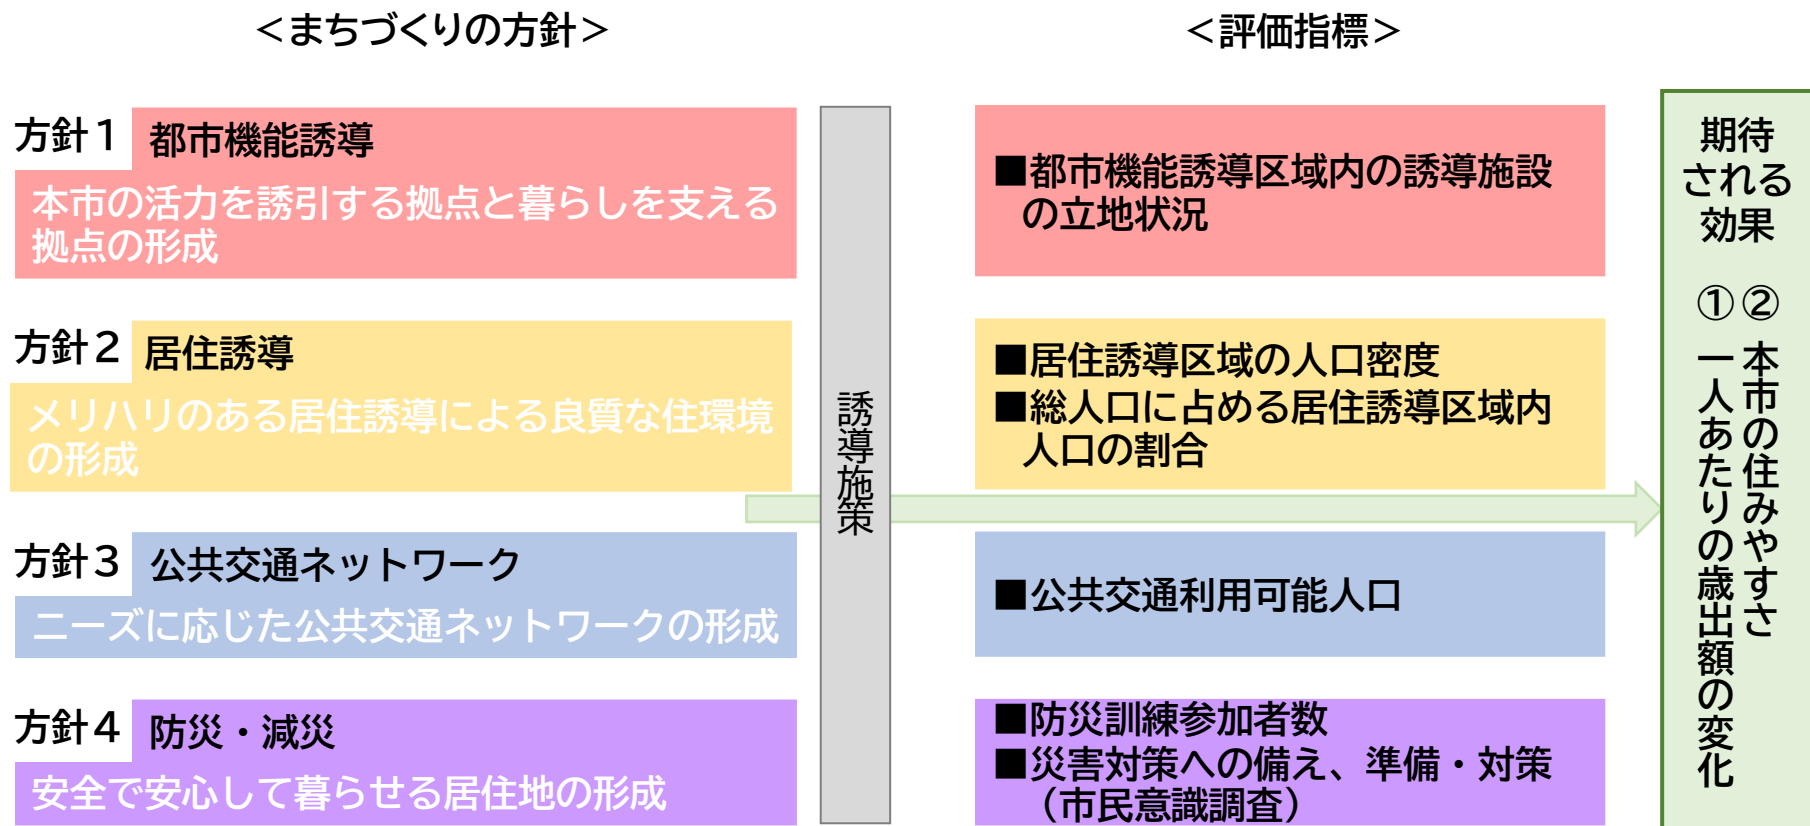 ＜まちづくりの方針＞
＜評価指標＞
方針１
都市機能誘導
本市の活力を誘引する拠点と暮らしを支える
拠点の形成
方針２
居住誘導
メリハリのある居住誘導による良質な住環境
の形成
方針３
公共交通ネットワーク
ニーズに応じた公共交通ネットワークの形成
方針４
防災・減災
安全で安心して暮らせる居住地の形成
誘導施策
■都市機能誘導区域内の誘導施設
の立地状況
■居住誘導区域の人口密度
■総人口に占める居住誘導区域内
人口の割合
■公共交通利用可能人口
■防災訓練参加者数
■災害対策への備え、準備・対策
（市民意識調査）
期待
される
効果
②本市の住みやすさ
①一人あたりの歳出額の変化